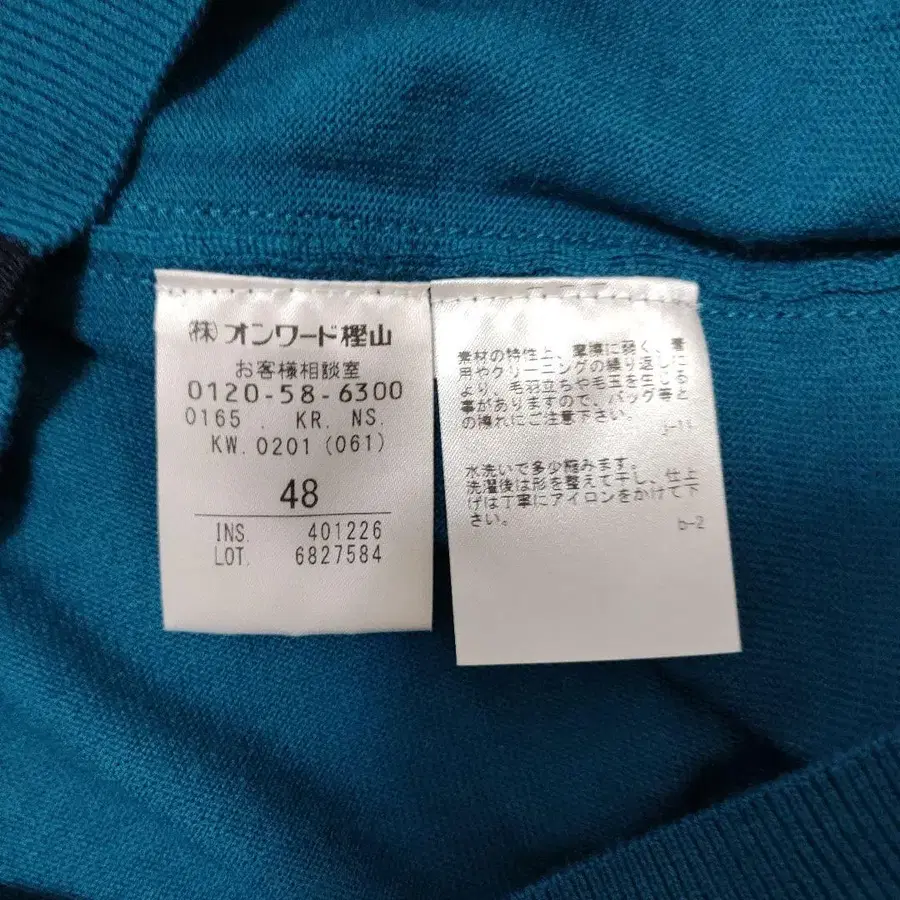 ㈱オンワード樫山
お客様相談室
0120-58-6300
0165 . KR. NS.
KW. 0201 (061)
48
INS. 401226
LOT. 6827584
素材の特性上、摩擦に弱く、着
用やクリーニングの繰り返しに
より、毛羽立ちや毛玉を生じる
事がありますので、バッグ等と
の擦れにご注意下さい。
水洗いで多少縮みます。
洗濯後は形を整えて干し、仕上
げは丁寧にアイロンをかけて下
さい。
b-2